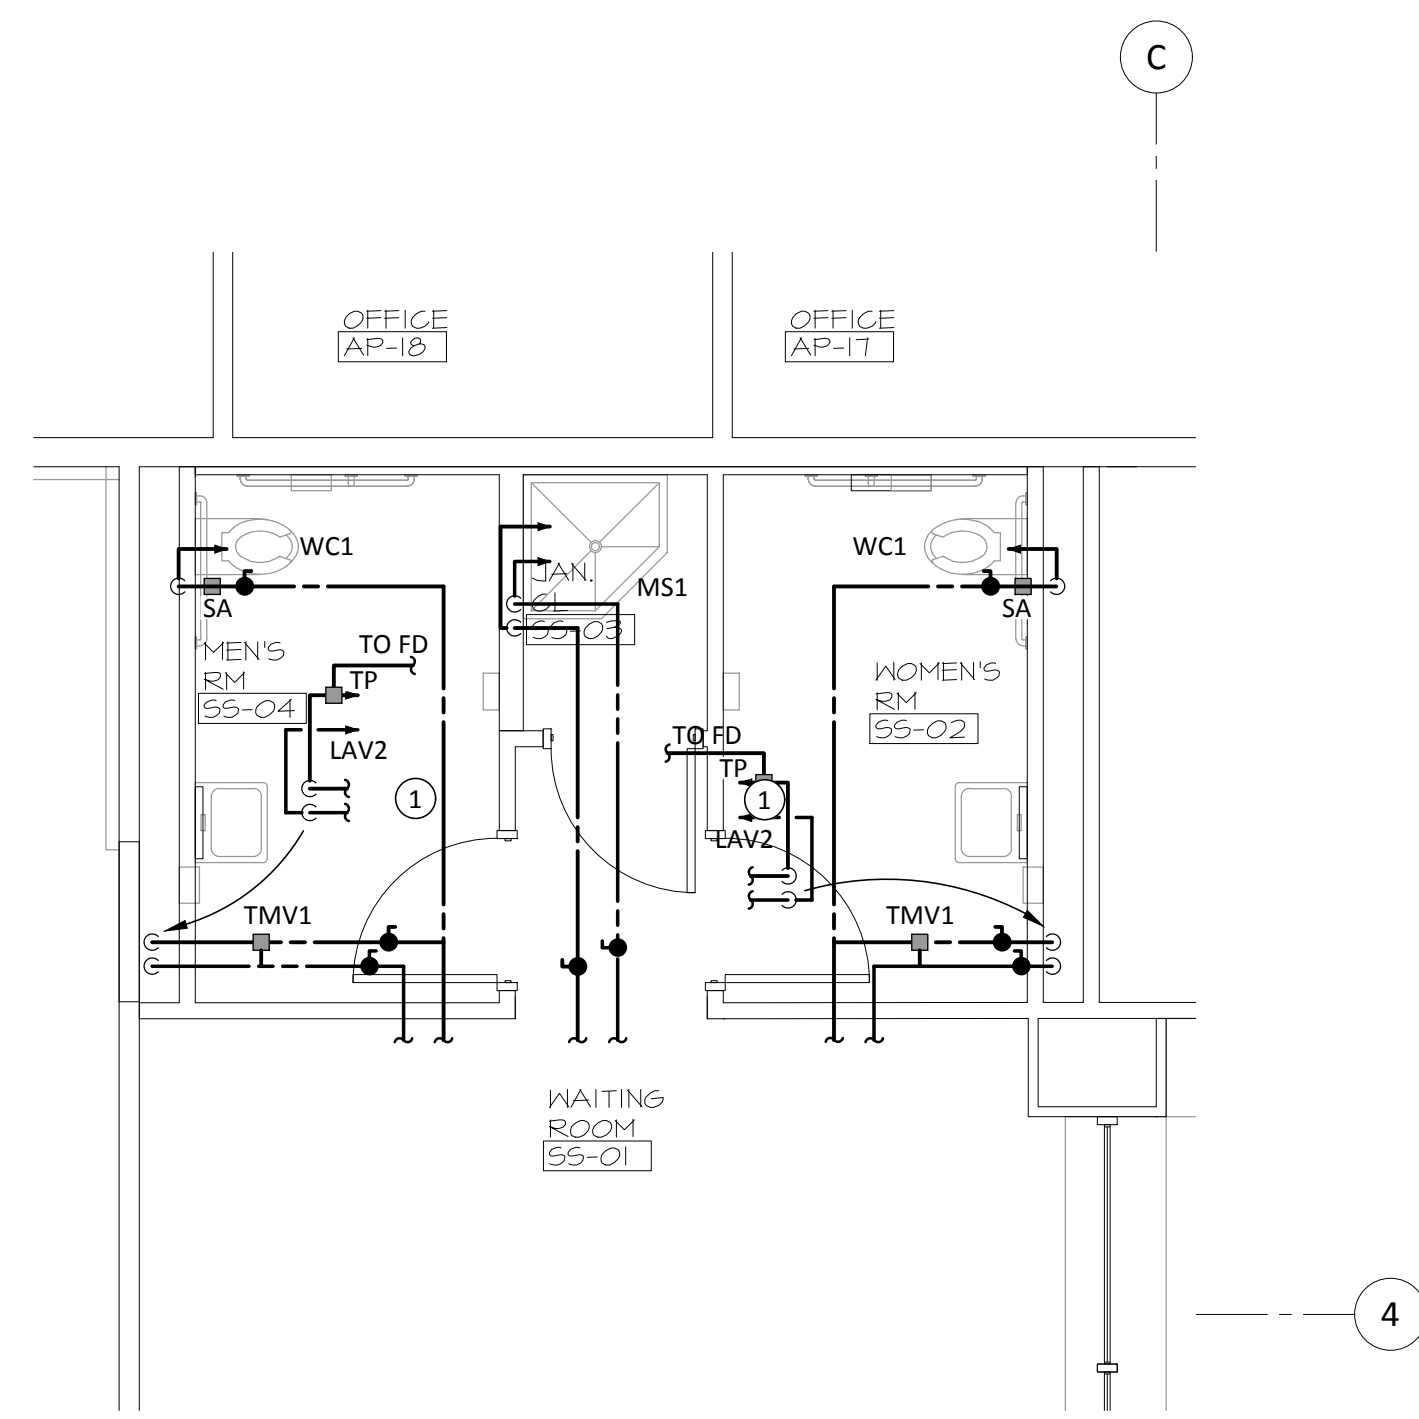 C
OFFICE
AP-18
OFFICE
AP-17
WC1
WC1
JAN.
CL
SS-03
MS1
SA
SA
MEN'S
RM
SS-04
TO FD
TP
LAV2
WOMEN'S
RM
SS-02
TO FD
TP
LAV2
1
1
TMV1
TMV1
WAITING
ROOM
SS-01
4